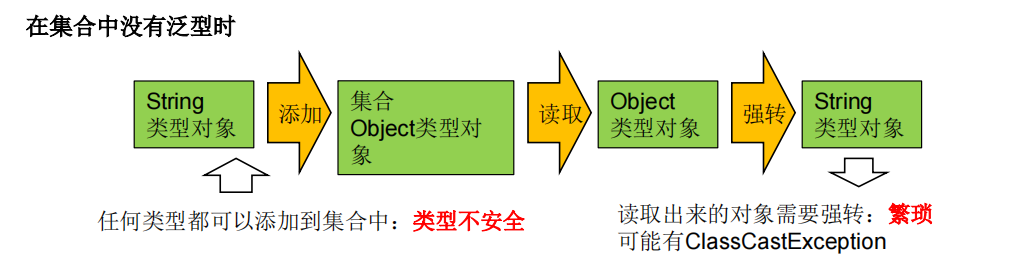 在集合中没有泛型时
String
类型对象
添加
集合
Object类型对
象
读取
Object
类型对象
强转
String
类型对象
任何类型都可以添加到集合中：类型不安全
读取出来的对象需要强转：繁琐
可能有ClassCastException